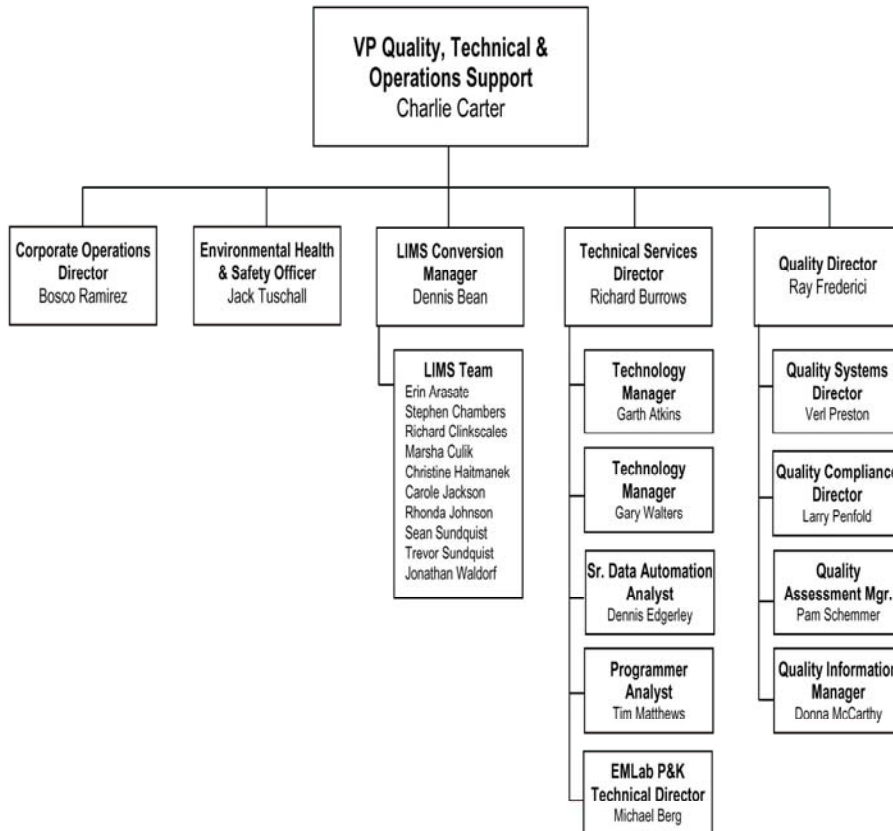 VP Quality, Technical &
Operations Support
Charlie Carter
Corporate Operations
Director
Bosco Ramirez
Environmental Health
& Safety Officer
Jack Tuschall
LIMS Conversion
Manager
Dennis Bean
Technical Services
Director
Richard Burrows
Quality Director
Ray Frederici
LIMS Team
Erin Arasate
Stephen Chambers
Richard Clinkscales
Marsha Culik
Christine Haitmanek
Carole Jackson
Rhonda Johnson
Sean Sundquist
Trevor Sundquist
Jonathan Waldorf
Technology
Manager
Garth Atkins
Technology
Manager
Gary Walters
Sr. Data Automation
Analyst
Dennis Edgerley
Programmer
Analyst
Tim Matthews
EMLab P&K
Technical Director
Michael Berg
Quality Systems
Director
Verl Preston
Quality Compliance
Director
Larry Penfold
Quality
Assessment Mgr.
Pam Schemmer
Quality Information
Manager
Donna McCarthy